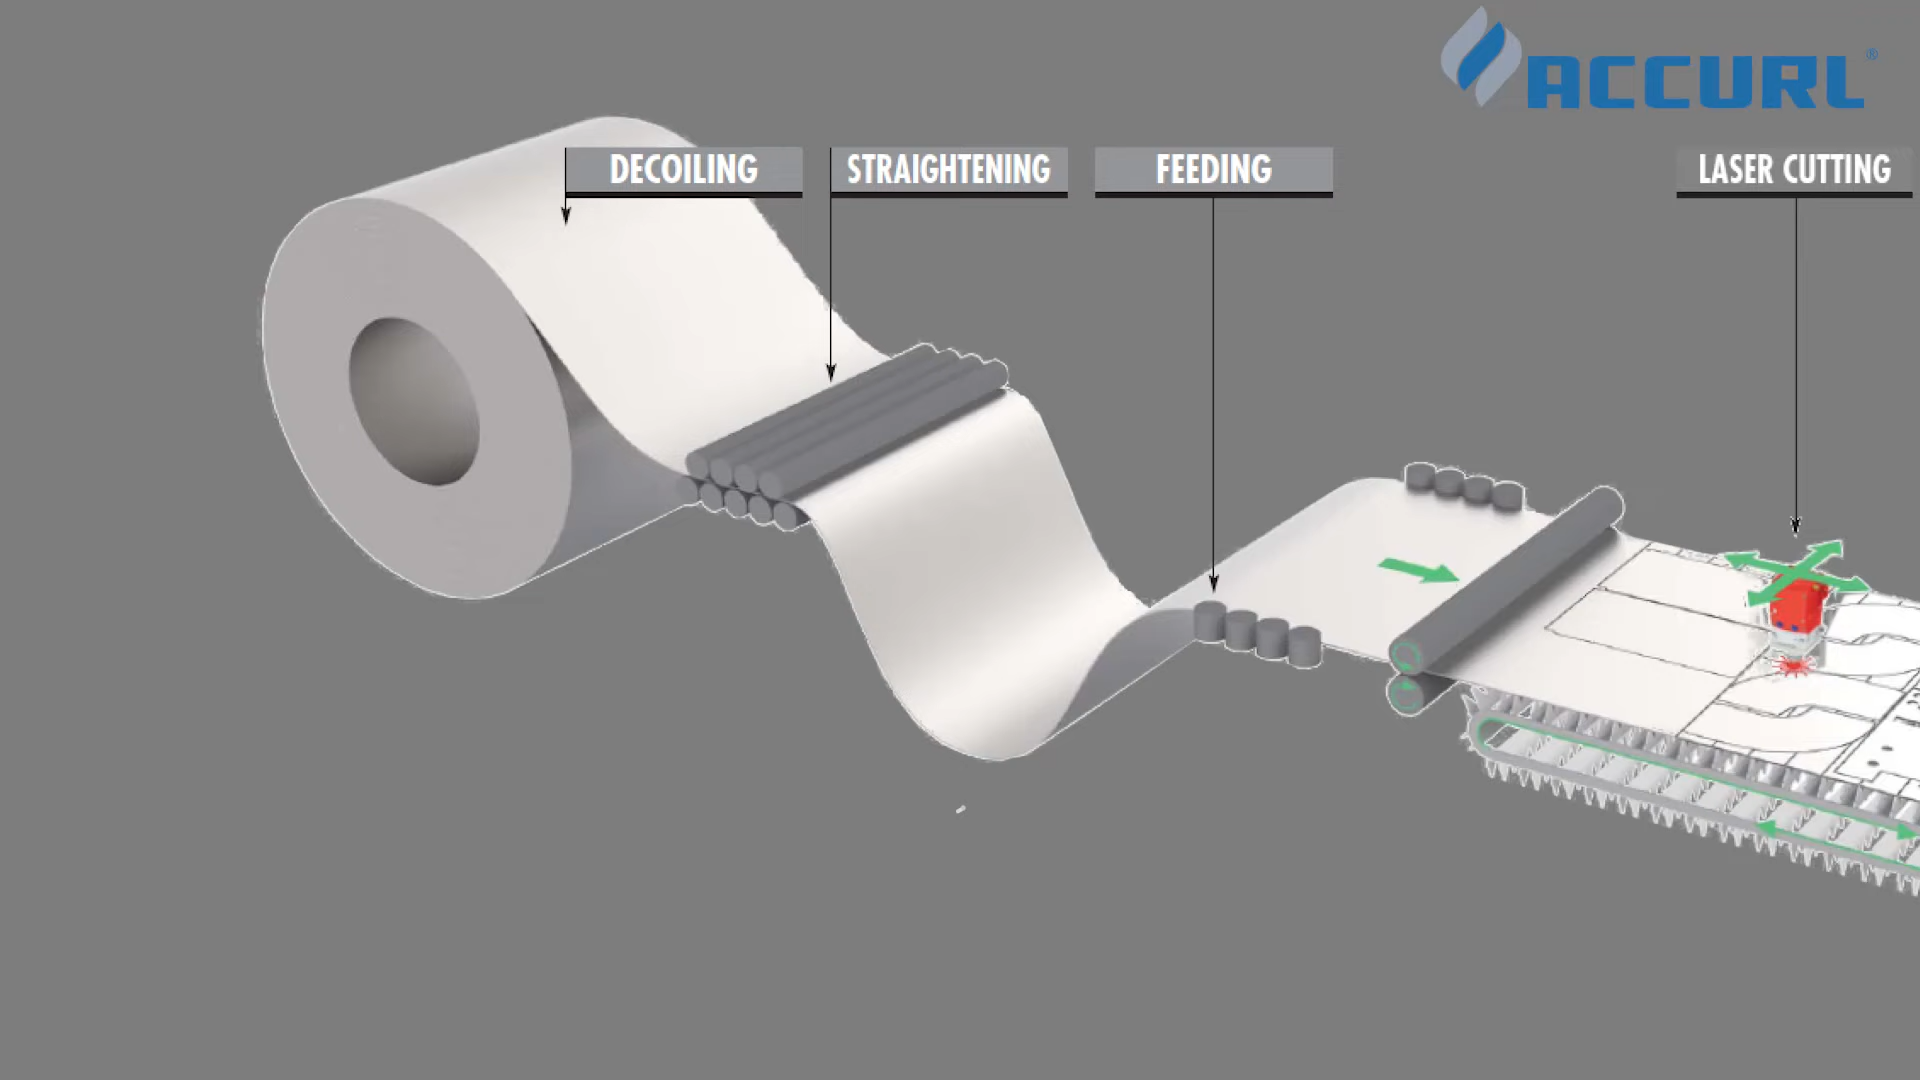 ACCURL®
DECOILING
STRAIGHTENING
FEEDING
LASER CUTTING